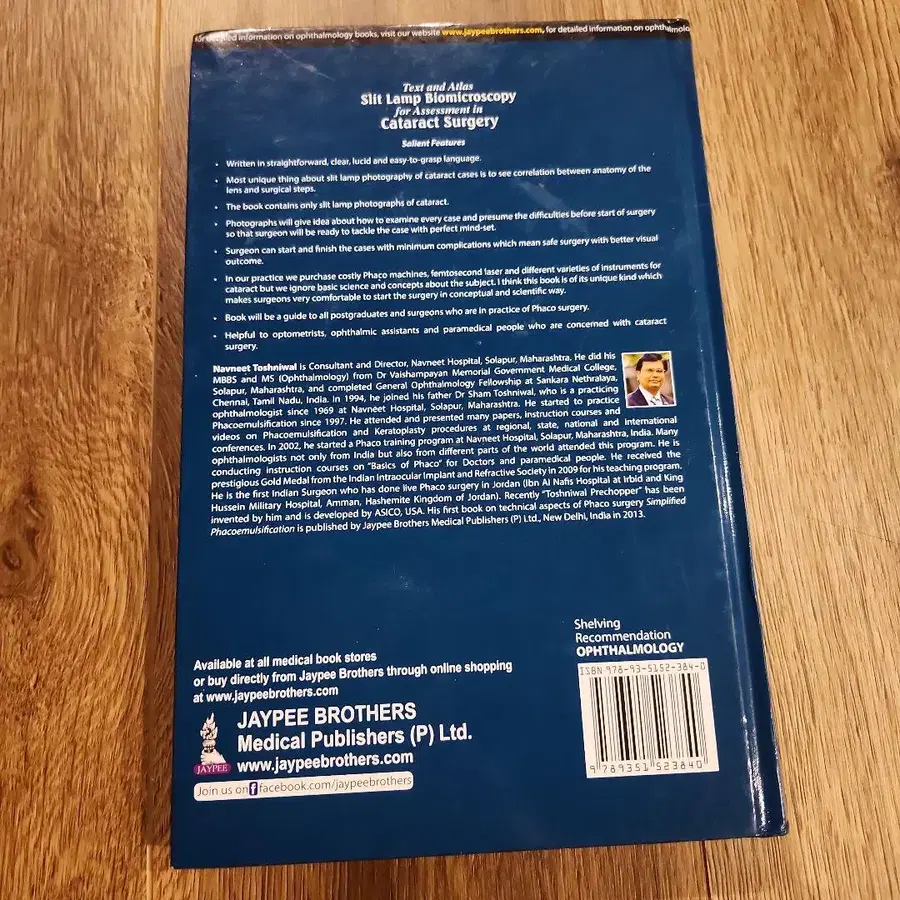 for detailed information on ophthalmology books, visit our website www.jaypeebrothers.com, for detailed information on ophthalmolo
Text and Atlas
Slit Lamp Biomicroscopy
for Assessment in
Cataract Surgery
Salient Features
• Written in straightforward, clear, lucid and easy-to-grasp language.
• Most unique thing about slit lamp photography of cataract cases is to see correlation between anatomy of the
lens and surgical steps.
• The book contains only slit lamp photographs of cataract.
• Photographs will give idea about how to examine every case and presume the difficulties before start of surgery
so that surgeon will be ready to tackle the case with perfect mind-set.
• Surgeon can start and finish the cases with minimum complications which mean safe surgery with better visual
outcome.
• In our practice we purchase costly Phaco machines, femtosecond laser and different varieties of instruments for
cataract but we ignore basic science and concepts about the subject. I think this book is of its unique kind which
makes surgeons very comfortable to start the surgery in conceptual and scientific way.
• Book will be a guide to all postgraduates and surgeons who are in practice of Phaco surgery.
• Helpful to optometrists, ophthalmic assistants and paramedical people who are concerned with cataract
surgery.
Navneet Toshniwal is Consultant and Director, Navneet Hospital, Solapur, Maharashtra. He did his
MBBS and MS (Ophthalmology) from Dr Vaishampayan Memorial Government Medical College,
Solapur, Maharashtra, and completed General Ophthalmology Fellowship at Sankara Nethralaya,
Chennai, Tamil Nadu, India. In 1994, he joined his father Dr Sham Toshniwal, who is a practicing
ophthalmologist since 1969 at Navneet Hospital, Solapur, Maharashtra. He started to practice
Phacoemulsification since 1997. He attended and presented many papers, instruction courses and
videos on Phacoemulsification and Keratoplasty procedures at regional, state, national and international
conferences. In 2002, he started a Phaco training program at Navneet Hospital, Solapur, Maharashtra, India. Many
ophthalmologists not only from India but also from different parts of the world attended this program. He is
conducting instruction courses on "Basics of Phaco" for Doctors and paramedical people. He received the
prestigious Gold Medal from the Indian Intraocular Implant and Refractive Society in 2009 for his teaching program.
He is the first Indian Surgeon who has done live Phaco surgery in Jordan (Ibn Al Nafis Hospital at Irbid and King
Hussein Military Hospital, Amman, Hashemite Kingdom of Jordan). Recently "Toshniwal Prechopper" has been
invented by him and is developed by ASICO, USA. His first book on technical aspects of Phaco surgery Simplified
Phacoemulsification is published by Jaypee Brothers Medical Publishers (P) Ltd., New Delhi, India in 2013.
Shelving
Recommendation
OPHTHALMOLOGY
ISBN 978-93-5152-384-0
9 789351 523840
Available at all medical book stores
or buy directly from Jaypee Brothers through online shopping
at www.jaypeebrothers.com
JAYPEE
JAYPEE BROTHERS
Medical Publishers (P) Ltd.
www.jaypeebrothers.com
Join us on f facebook.com/jaypeebrothers